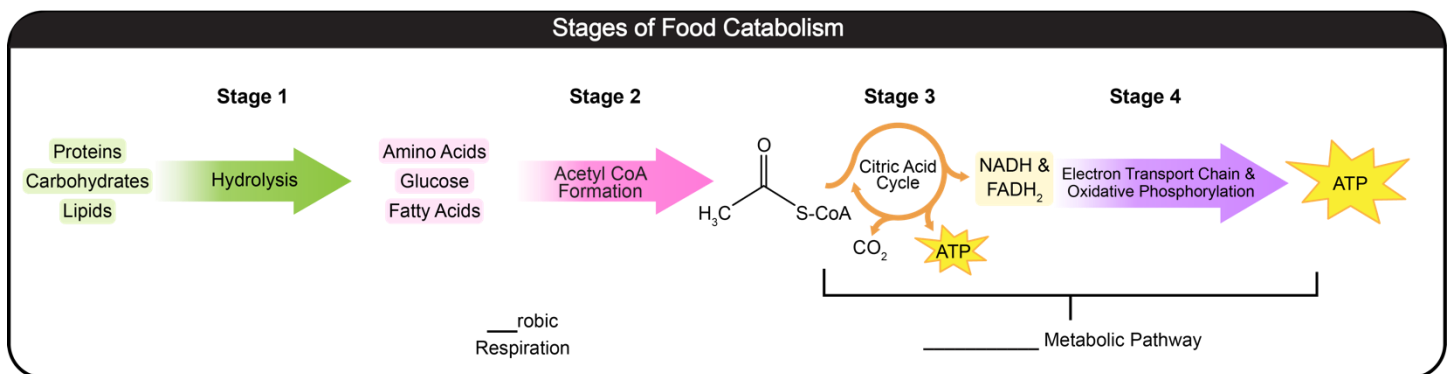 Stages of Food Catabolism
Stage 1
Stage 2
Stage 3
Stage 4
Proteins
Carbohydrates
Lipids
Hydrolysis
Amino Acids
Glucose
Fatty Acids
Acetyl CoA
Formation
O
H₃C
S-CoA
Citric Acid
Cycle
CO₂
ATP
NADH &
FADH₂
Electron Transport Chain &
Oxidative Phosphorylation
ATP
___robic
Respiration
_____________ Metabolic Pathway